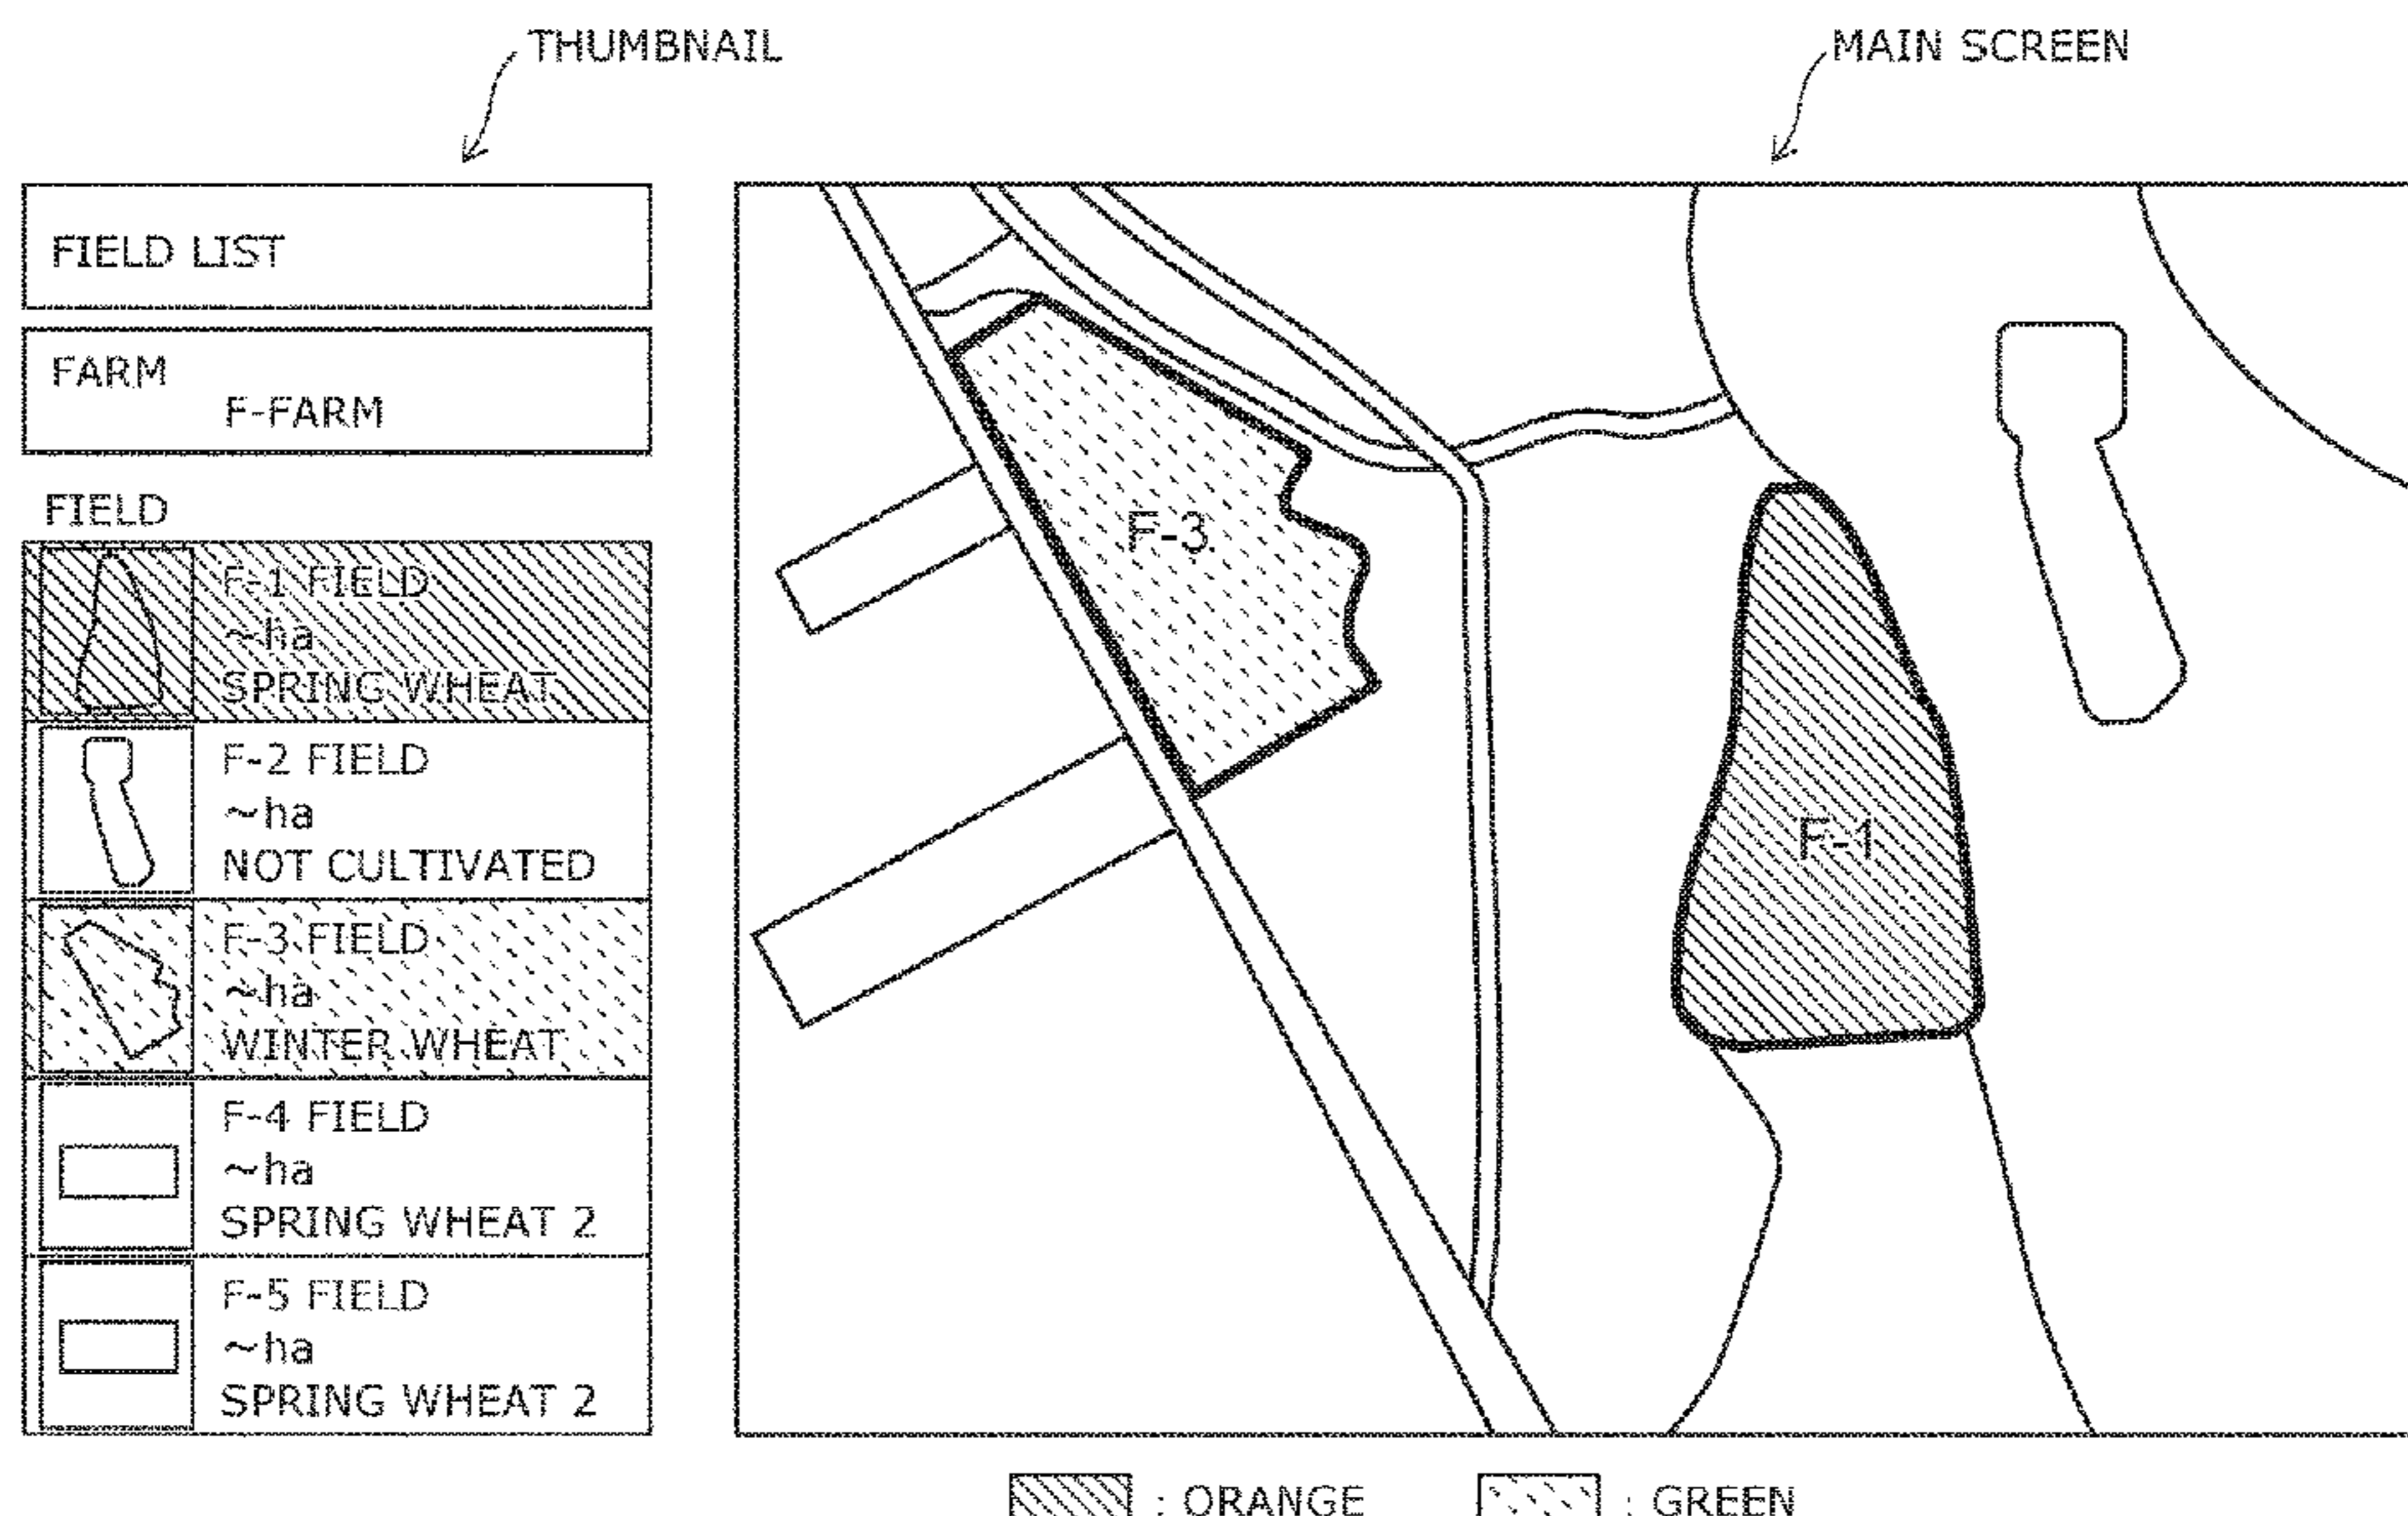 THUMBNAIL
MAIN SCREEN
FIELD LIST
FARM
F-FARM
FIELD
F-1 FIELD
~ha
SPRING WHEAT
F-2 FIELD
~ha
NOT CULTIVATED
F-3 FIELD
~ha
WINTER WHEAT
F-4 FIELD
~ha
SPRING WHEAT 2
F-5 FIELD
~ha
SPRING WHEAT 2
F-3
F-1
: ORANGE
: GREEN